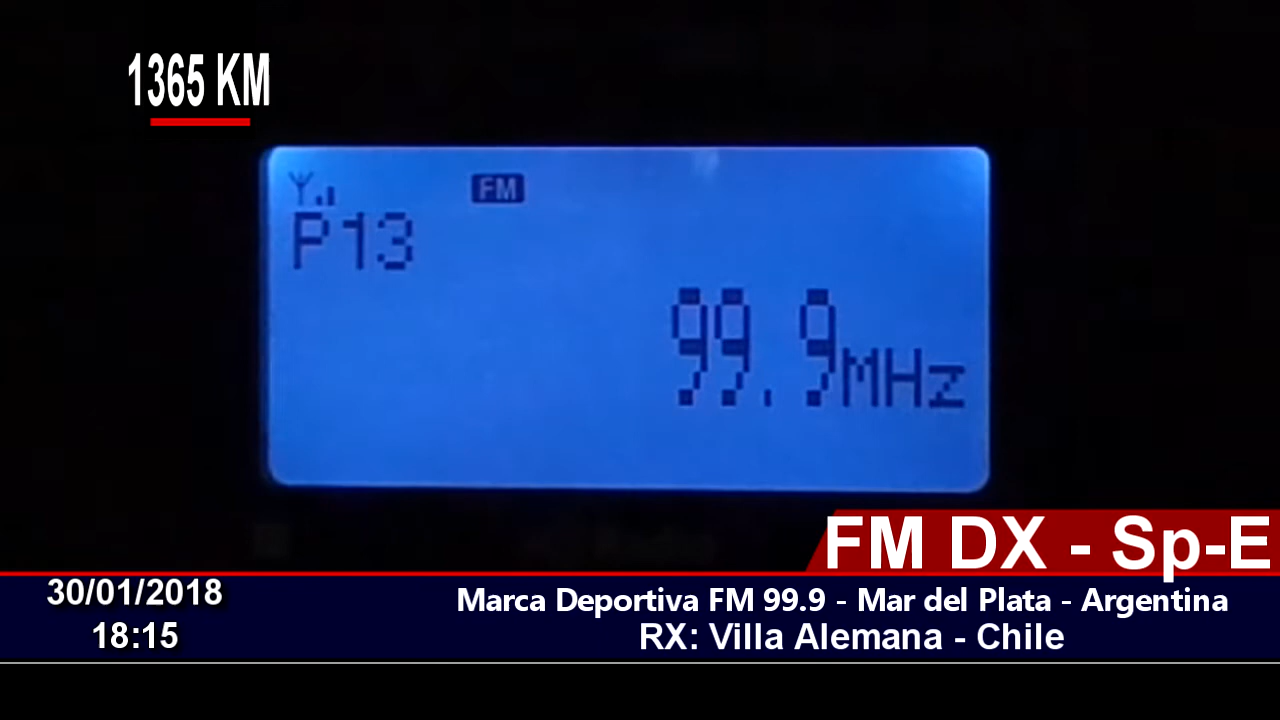 1365 KM
FM
P13
99.9MHz
FM DX - Sp-E
30/01/2018
18:15
Marca Deportiva FM 99.9 - Mar del Plata - Argentina
RX: Villa Alemana - Chile